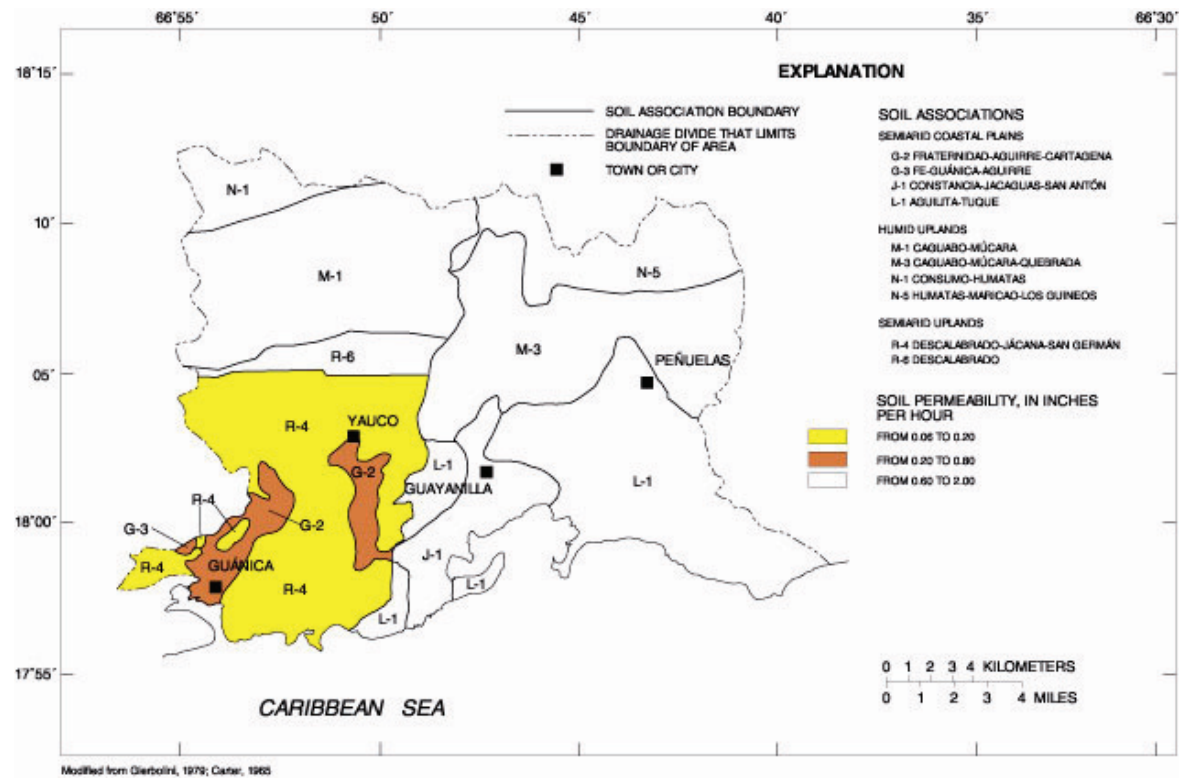 66°55′ 50′ 45′ 40′ 35′ 66°30′
18°15′
EXPLANATION
SOIL ASSOCIATION BOUNDARY
DRAINAGE DIVIDE THAT LIMITS
BOUNDARY OF AREA
TOWN OR CITY
SOIL ASSOCIATIONS
SEMIARID COASTAL PLAINS
G-2 FRATERNIDAD-AGUIRRE-CARTAGENA
G-3 FE-GUÁNICA-AGUIRRE
J-1 CONSTANCIA-JACAGUAS-SAN ANTÓN
L-1 AGUILITA-TUQUE
HUMID UPLANDS
M-1 CAGUABO-MÚCARA
M-3 CAGUABO-MÚCARA-QUEBRADA
N-1 CONSUMO-HUMATAS
N-5 HUMATAS-MARICAO-LOS GUINEOS
SEMIARID UPLANDS
R-4 DESCALABRADO-JÁCANA-SAN GERMÁN
R-6 DESCALABRADO
SOIL PERMEABILITY, IN INCHES
PER HOUR
FROM 0.06 TO 0.20
FROM 0.20 TO 0.60
FROM 0.60 TO 2.00
N-1
10′
M-1
N-5
R-6
M-3
PEÑUELAS
05′
R-4
YAUCO
L-1
G-2
GUAYANILLA
L-1
R-4
18°00′
G-3
G-2
R-4
GUÁNICA
J-1
R-4
L-1
L-1
17°55′
0 1 2 3 4 KILOMETERS
0 1 2 3 4 MILES
CARIBBEAN SEA
Modified from Gierbolini, 1979; Carter, 1965